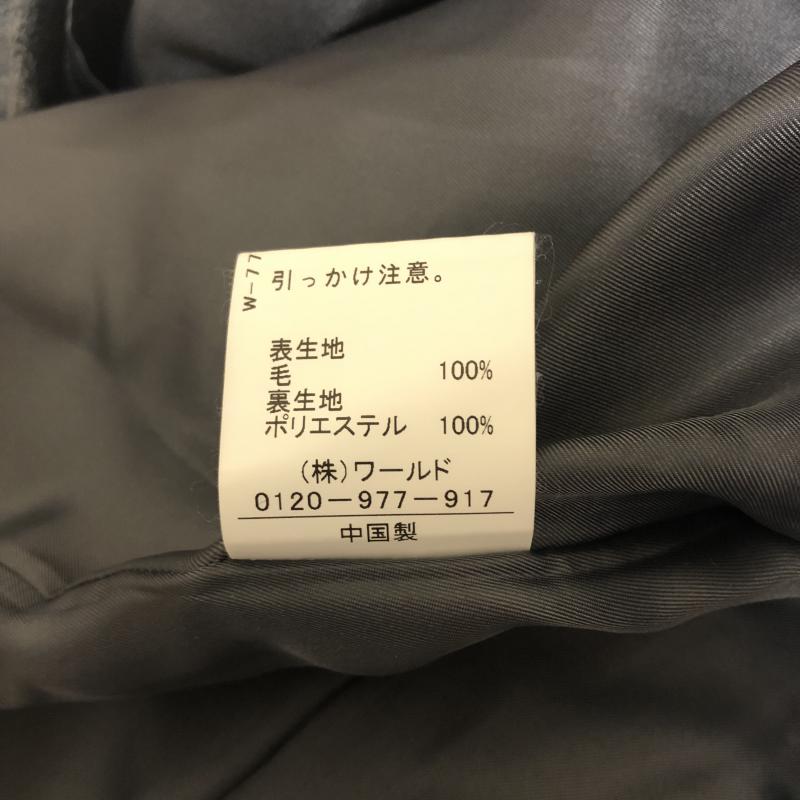 W-77
引っかけ注意。
表生地
毛 100%
裏生地
ポリエステル 100%
(株)ワールド
0120-977-917
中国製